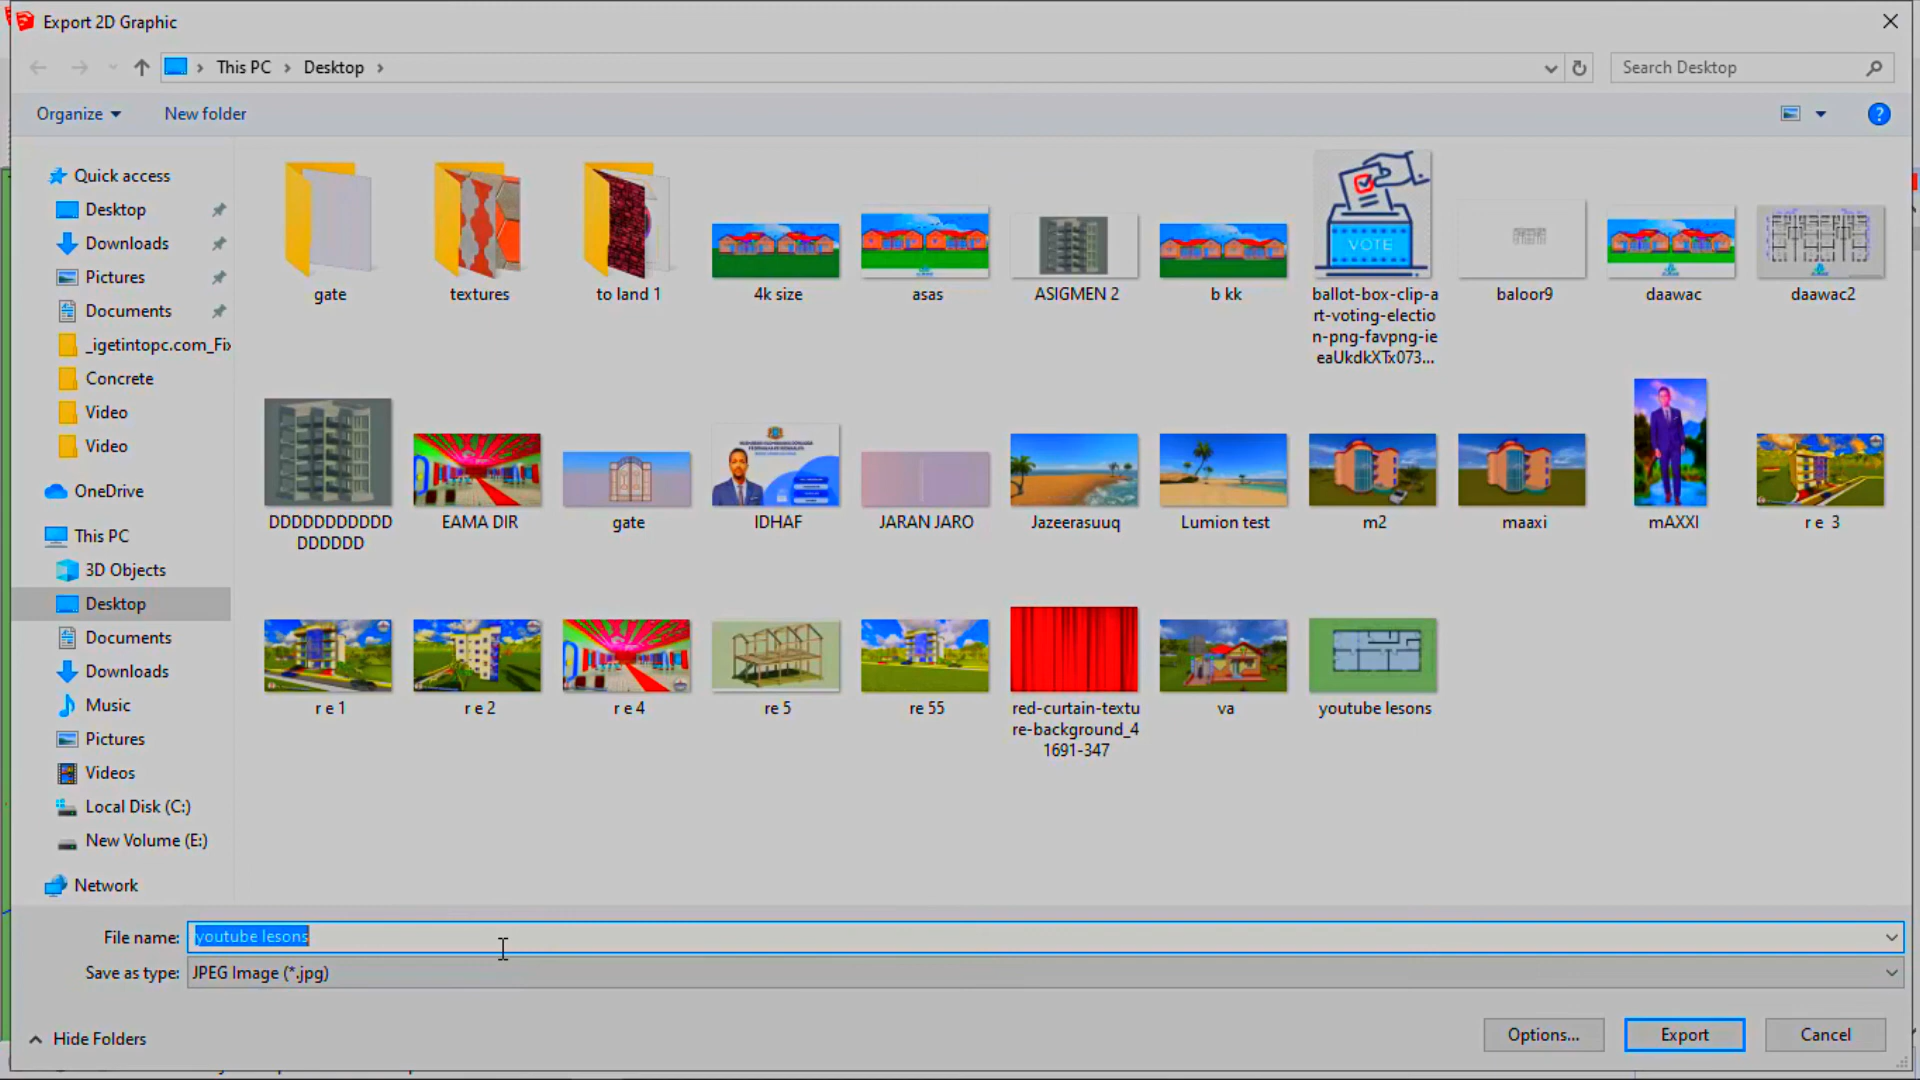 Export 2D Graphic
This PC
Desktop
Search Desktop
Organize
New folder
Quick access
Desktop
Downloads
Pictures
Documents
_igetintopc.com_Fix
Concrete
Video
Video
OneDrive
This PC
3D Objects
Desktop
Documents
Downloads
Music
Pictures
Videos
Local Disk (C:)
New Volume (E:)
Network
gate
textures
to land 1
4k size
asas
ASIGMEN 2
b kk
VOTE
ballot-box-clip-a
rt-voting-electio
n-png-favpng-ie
eaUkdkXTx073...
baloor9
daawac
daawac2
DDDDDDDDDDD
DDDDDD
EAMA DIR
gate
IDHAF
JARAN JARO
Jazeerasuuq
Lumion test
m2
maaxi
mAXXI
r e  3
r e 1
r e 2
r e 4
re 5
re 55
red-curtain-textu
re-background_4
1691-347
va
youtube lesons
File name:
youtube lesons
Save as type:
JPEG Image (*.jpg)
Hide Folders
Options...
Export
Cancel